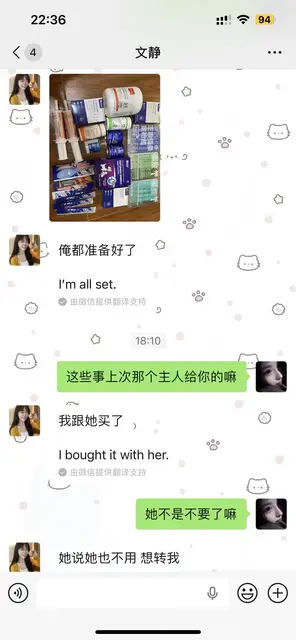 22:36
94
4
文静
俺都准备好了
I'm all set.
由微信提供翻译支持
18:10
这些事上次那个主人给你的嘛
我跟她买了
I bought it with her.
由微信提供翻译支持
她不是不要了嘛
她说她也不用 想转我